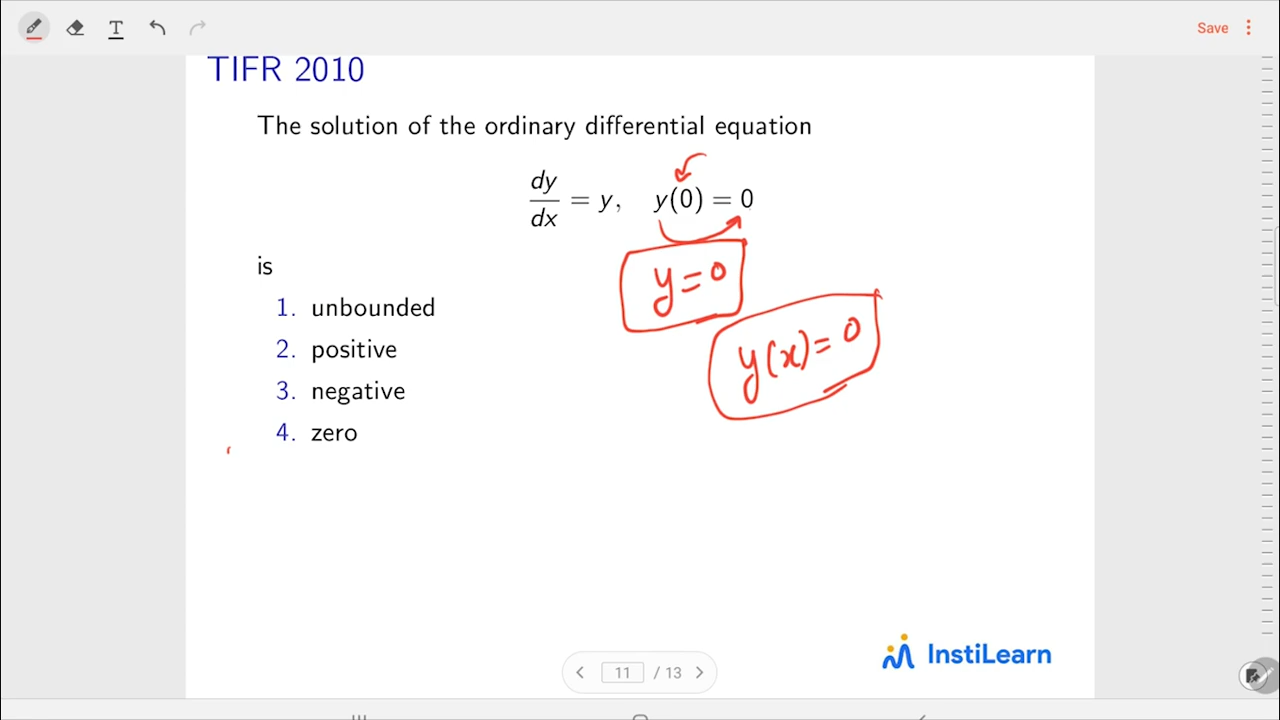 T
Save
TIFR 2010
The solution of the ordinary differential equation
dy/dx = y, y(0) = 0
y = 0
is
y(x) = 0
1. unbounded
2. positive
3. negative
4. zero
InstiLearn
11 / 13